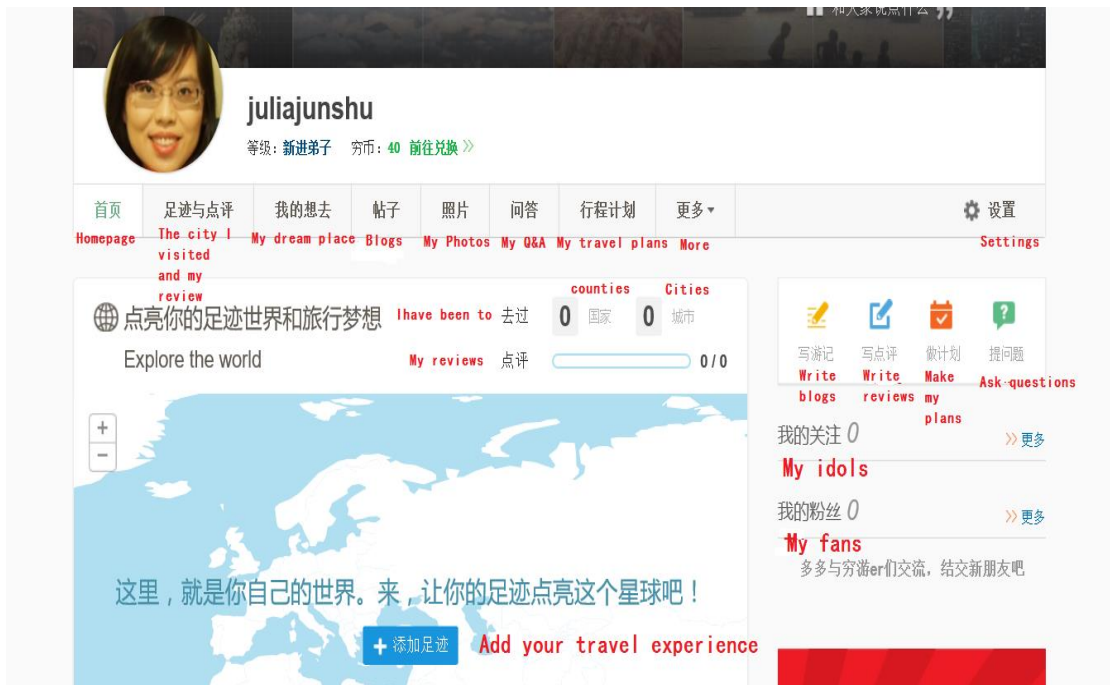 和大家说点什么
juliajunshu
等级：新进弟子 穷币：40 前往兑换 »
首页 足迹与点评 我的想去 帖子 照片 问答 行程计划 更多 设置
Homepage The city I My dream place Blogs My Photos My Q&A My travel plans More Settings
visited
and my
review
counties Cities
点亮你的足迹世界和旅行梦想 Ihave been to 去过 0 国家 0 城市
Explore the world My reviews 点评 0/0
写游记 写点评 做计划 提问题
Write Write Make Ask questions
blogs reviews my
plans
+
−
我的关注 0 »更多
My idols
我的粉丝 0 »更多
My fans
多多与穷游er们交流，结交新朋友吧
这里，就是你自己的世界。来，让你的足迹点亮这个星球吧！
+ 添加足迹 Add your travel experience